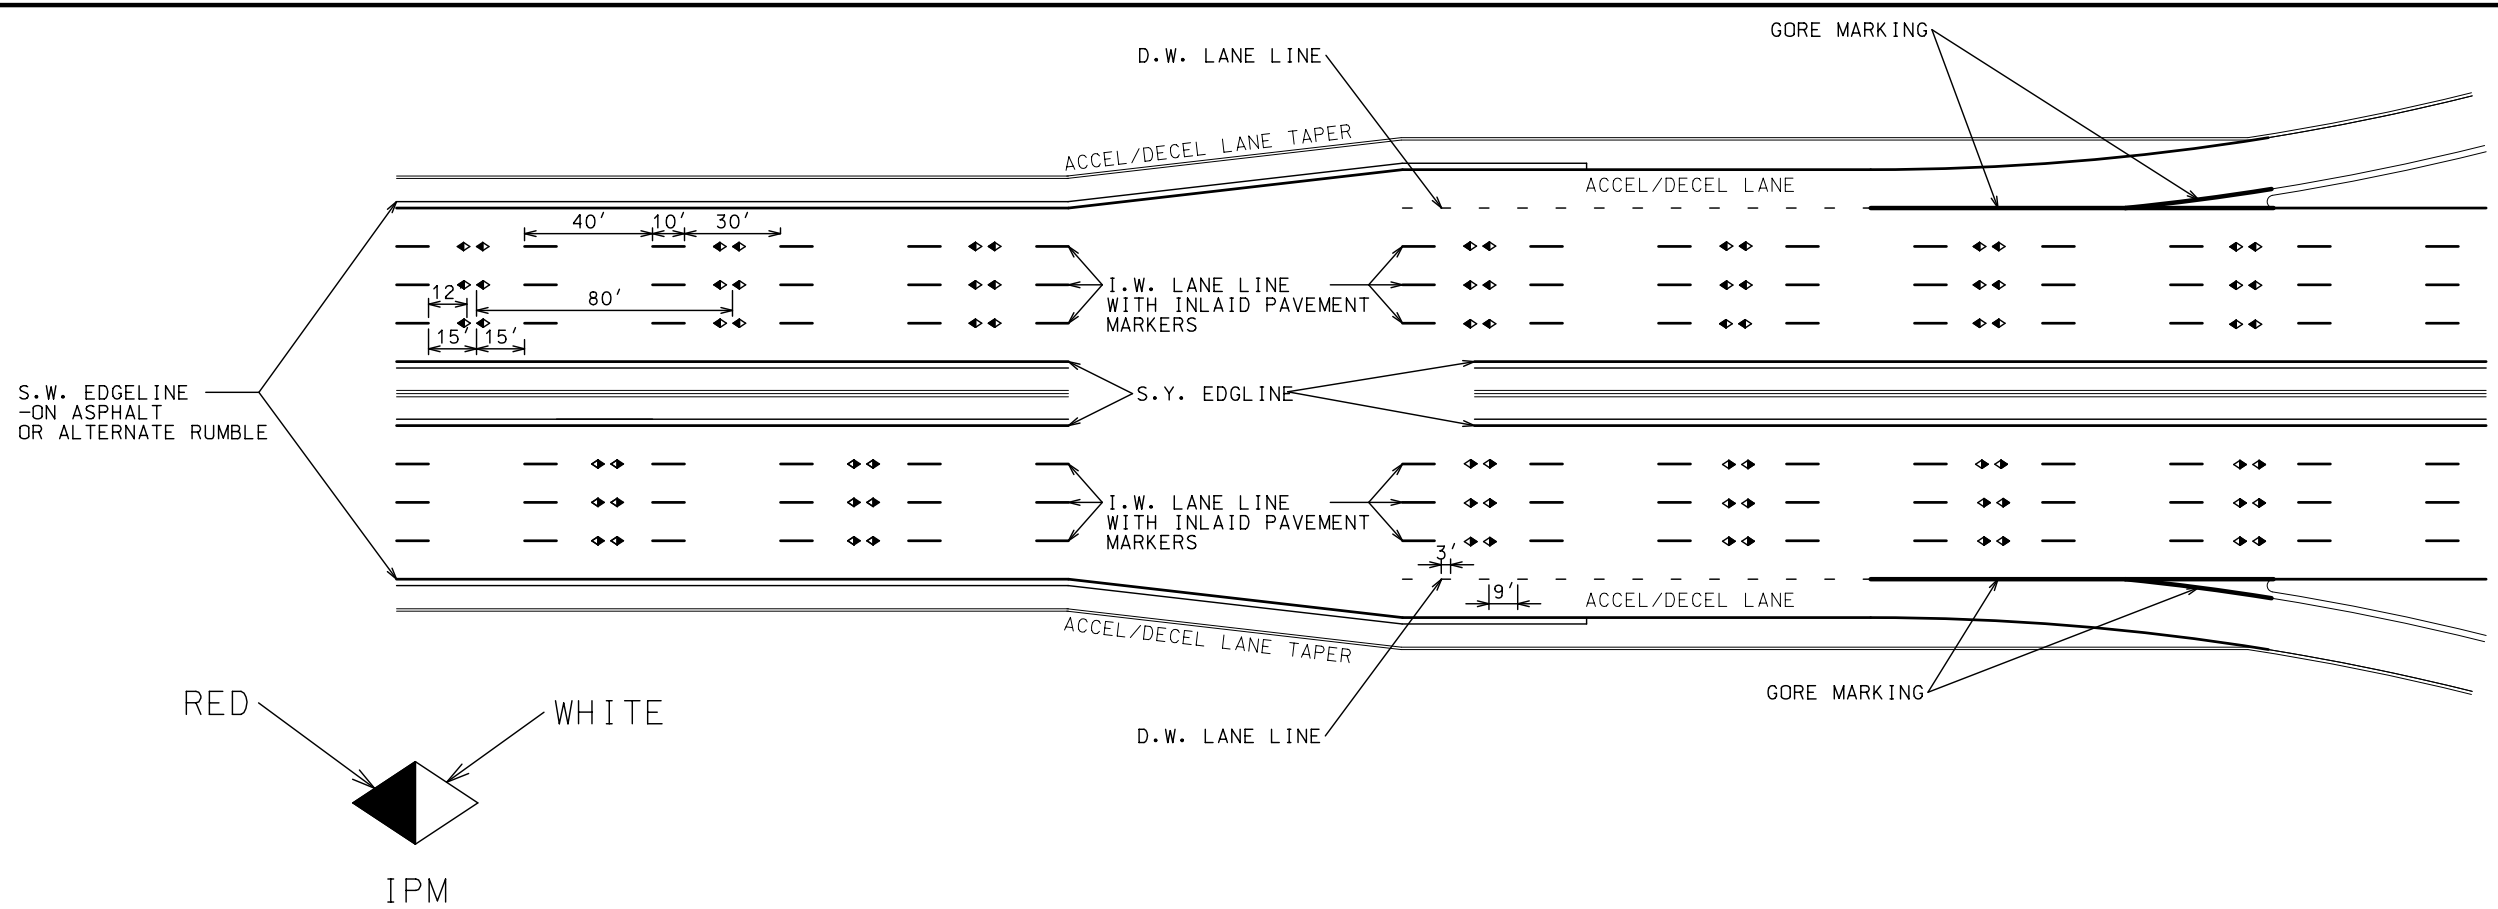 GORE MARKING
D.W. LANE LINE
ACCEL/DECEL LANE TAPER
ACCEL/DECEL LANE
40' 10' 30'
12'
80'
15' 15'
I.W. LANE LINE
WITH INLAID PAVEMENT
MARKERS
S.W. EDGELINE
-ON ASPHALT
OR ALTERNATE RUMBLE
S.Y. EDGLINE
I.W. LANE LINE
WITH INLAID PAVEMENT
MARKERS
3'
9'
ACCEL/DECEL LANE
ACCEL/DECEL LANE TAPER
GORE MARKING
D.W. LANE LINE
RED
WHITE
IPM